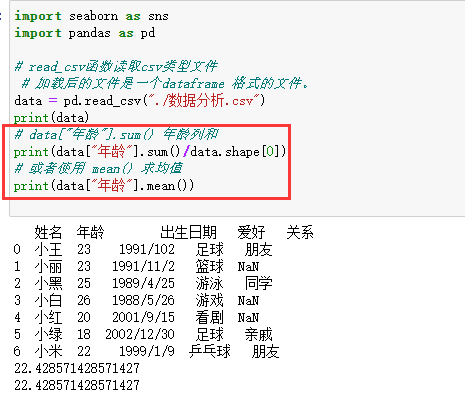 import seaborn as sns
import pandas as pd
# read_csv函数读取csv类型文件
# 加载后的文件是一个dataframe 格式的文件。
data = pd.read_csv("./数据分析.csv")
print(data)
# data["年龄"].sum() 年龄列和
print(data["年龄"].sum()/data.shape[0])
# 或者使用 mean() 求均值
print(data["年龄"].mean())
姓名 年龄 出生日期 爱好 关系
0 小王 23 1991/102 足球 朋友
1 小丽 23 1991/11/2 篮球 NaN
2 小黑 25 1989/4/25 游泳 同学
3 小白 26 1988/5/26 游戏 NaN
4 小红 20 2001/9/15 看剧 NaN
5 小绿 18 2002/12/30 足球 亲戚
6 小米 22 1999/1/9 乒乓球 朋友
22.428571428571427
22.428571428571427